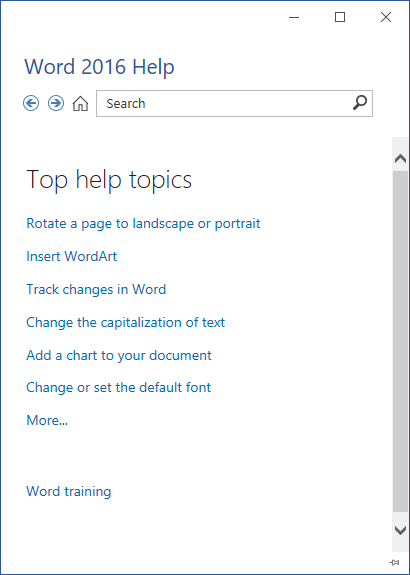 Word 2016 Help
Search
Top help topics
Rotate a page to landscape or portrait
Insert WordArt
Track changes in Word
Change the capitalization of text
Add a chart to your document
Change or set the default font
More...
Word training